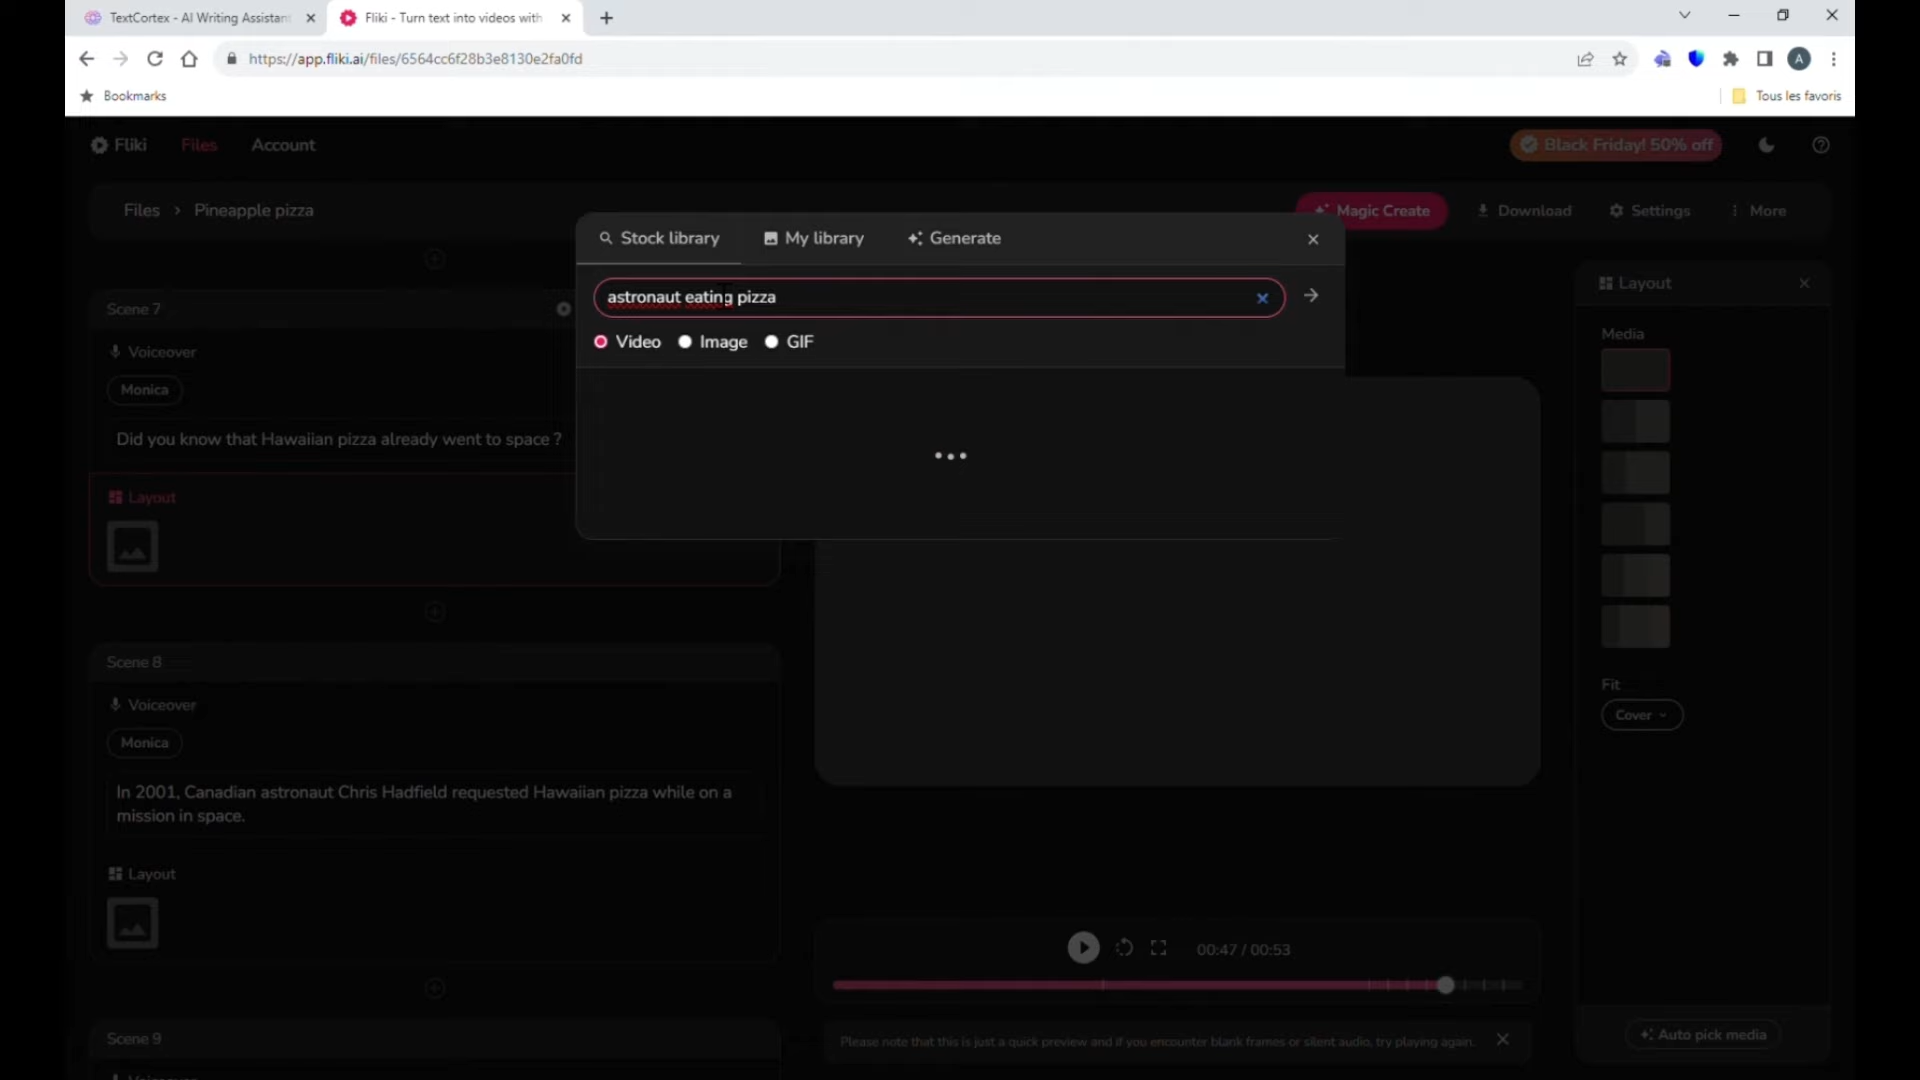 TextCortex - AI Writing Assistant
Fliki - Turn text into videos with
https://app.fliki.ai/files/6564cc6f28b3e8130e2fa0fd
A
Bookmarks
Tous les favoris
Fliki
Files
Account
Black Friday! 50% off
Files > Pineapple pizza
Magic Create
Download
Settings
More
Stock library
My library
Generate
astronaut eating pizza
Video
Image
GIF
Scene 7
Voiceover
Monica
Did you know that Hawaiian pizza already went to space ?
Layout
Scene 8
Voiceover
Monica
In 2001, Canadian astronaut Chris Hadfield requested Hawaiian pizza while on a
mission in space.
Layout
Scene 9
Voiceover
00:47 / 00:53
Please note that this is just a quick preview and if you encounter blank frames or silent audio, try playing again.
Layout
Media
Fit
Cover
Auto pick media